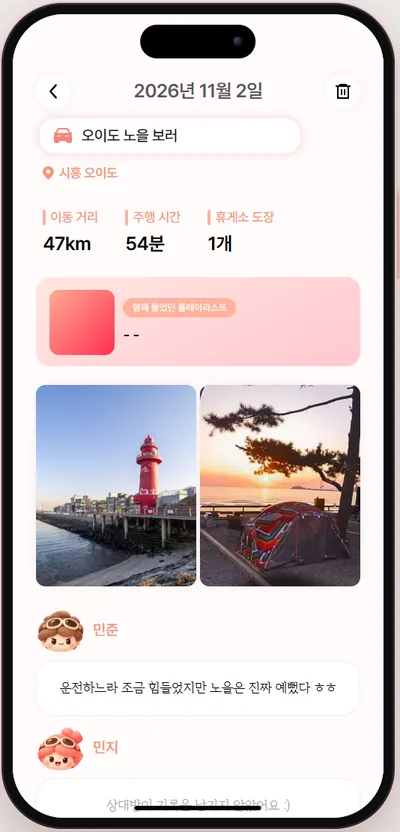 2026년 11월 2일
오이도 노을 보러
시흥 오이도
이동 거리 주행 시간 휴게소 도장
47km 54분 1개
함께 들었던 플레이리스트
- -
민준
운전하느라 조금 힘들었지만 노을은 진짜 예뻤다 ㅎㅎ
민지
상대방이 기록을 남기지 않았어요 :)